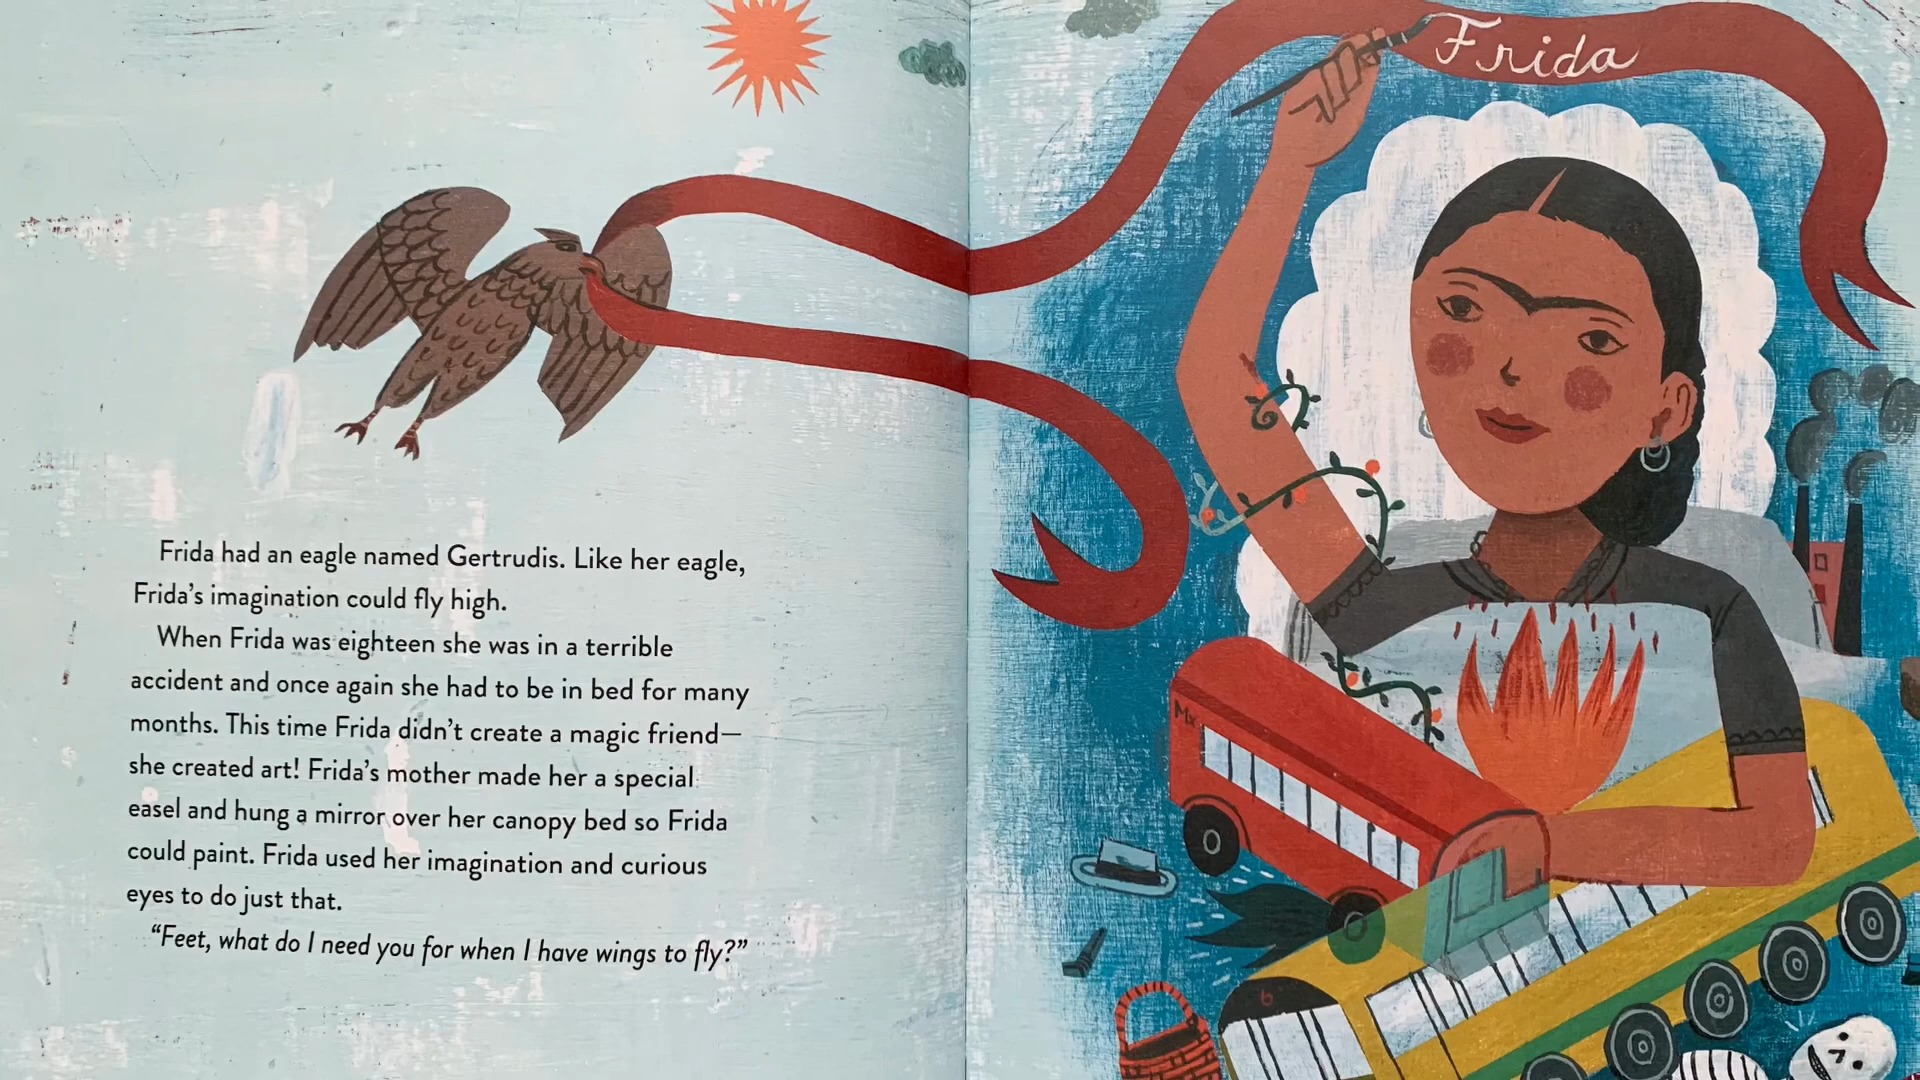 Frida
Frida had an eagle named Gertrudis. Like her eagle,
Frida's imagination could fly high.
When Frida was eighteen she was in a terrible
accident and once again she had to be in bed for many
months. This time Frida didn't create a magic friend—
she created art! Frida's mother made her a special
easel and hung a mirror over her canopy bed so Frida
could paint. Frida used her imagination and curious
eyes to do just that.
“Feet, what do I need you for when I have wings to fly?”
Mx
6